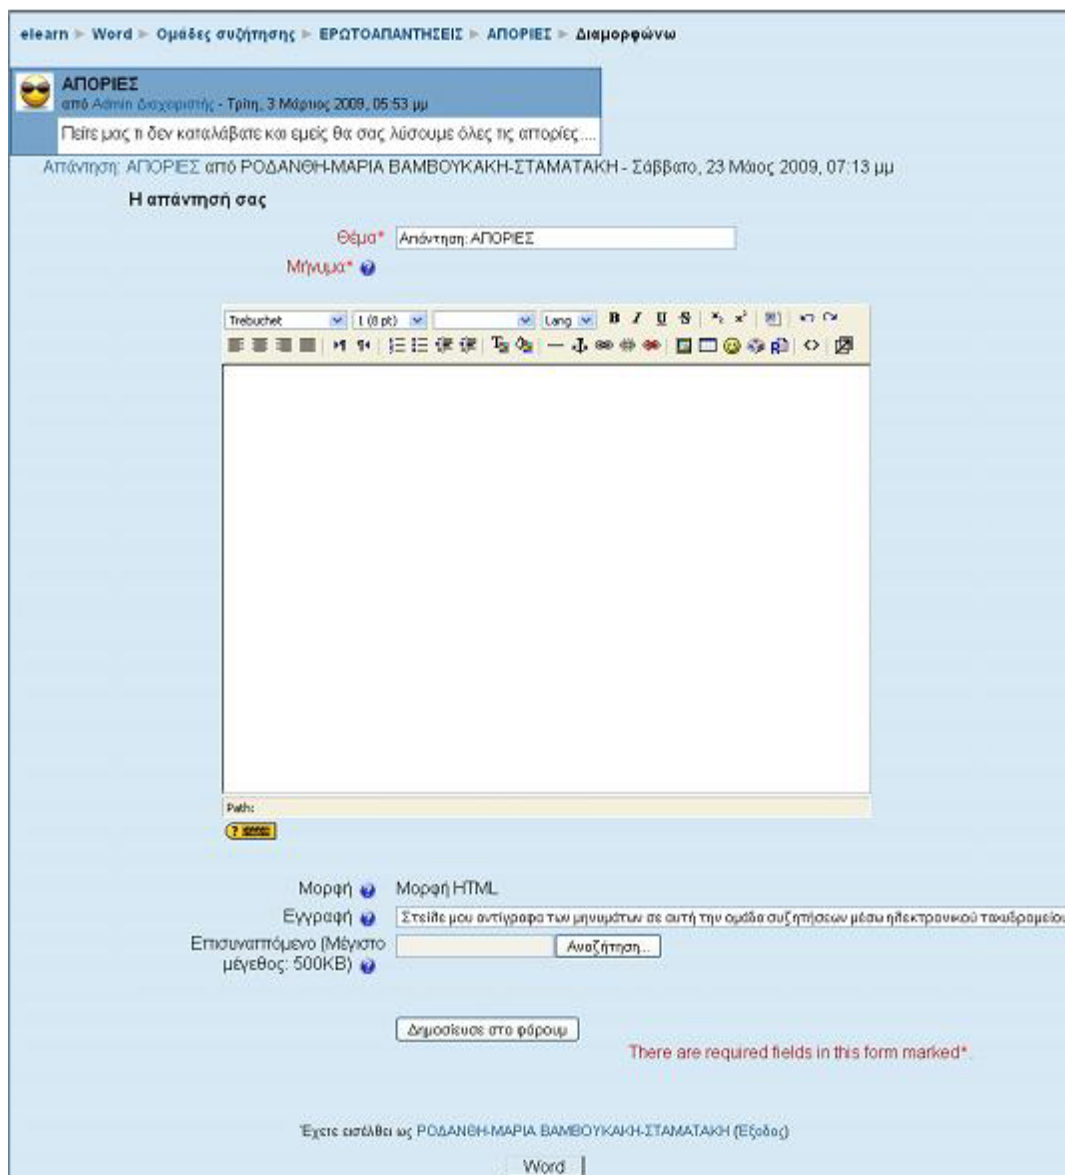 elearn ► Word ► Ομάδες συζήτησης ► ΕΡΩΤΟΑΠΑΝΤΗΣΕΙΣ ► ΑΠΟΡΙΕΣ ► Διαμορφώνω
ΑΠΟΡΙΕΣ
από Admin Διαχειριστής - Τρίτη, 3 Μάρτιος 2009, 05:53 μμ
Πείτε μας τι δεν καταλάβατε και εμείς θα σας λύσουμε όλες τις απορίες....
Απάντηση: ΑΠΟΡΙΕΣ από ΡΟΔΑΝΘΗ-ΜΑΡΙΑ ΒΑΜΒΟΥΚΑΚΗ-ΣΤΑΜΑΤΑΚΗ - Σάββατο, 23 Μάιος 2009, 07:13 μμ
Η απάντησή σας
Θέμα* Απάντηση: ΑΠΟΡΙΕΣ
Μήνυμα*
Trebuchet 1 (8 pt) Lang B I U S
Path:
Μορφή Μορφή HTML
Εγγραφή Στείλε μου αντίγραφα των μηνυμάτων σε αυτή την ομάδα συζητήσεων μέσω ηλεκτρονικού ταχυδρομείου
Επισυναπτόμενο (Μέγιστο Αναζήτηση...
μέγεθος: 500KB)
Δημοσίευσε στο φόρουμ
There are required fields in this form marked*.
Έχετε εισέλθει ως ΡΟΔΑΝΘΗ-ΜΑΡΙΑ ΒΑΜΒΟΥΚΑΚΗ-ΣΤΑΜΑΤΑΚΗ (Έξοδος)
Word